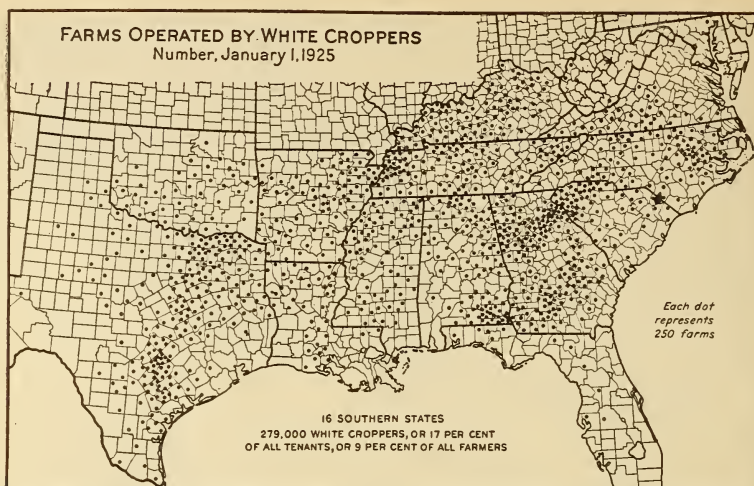 FARMS OPERATED BY WHITE CROPPERS
Number, January 1, 1925
Each dot
represents
250 farms
16 SOUTHERN STATES
279,000 WHITE CROPPERS, OR 17 PER CENT
OF ALL TENANTS, OR 9 PER CENT OF ALL FARMERS